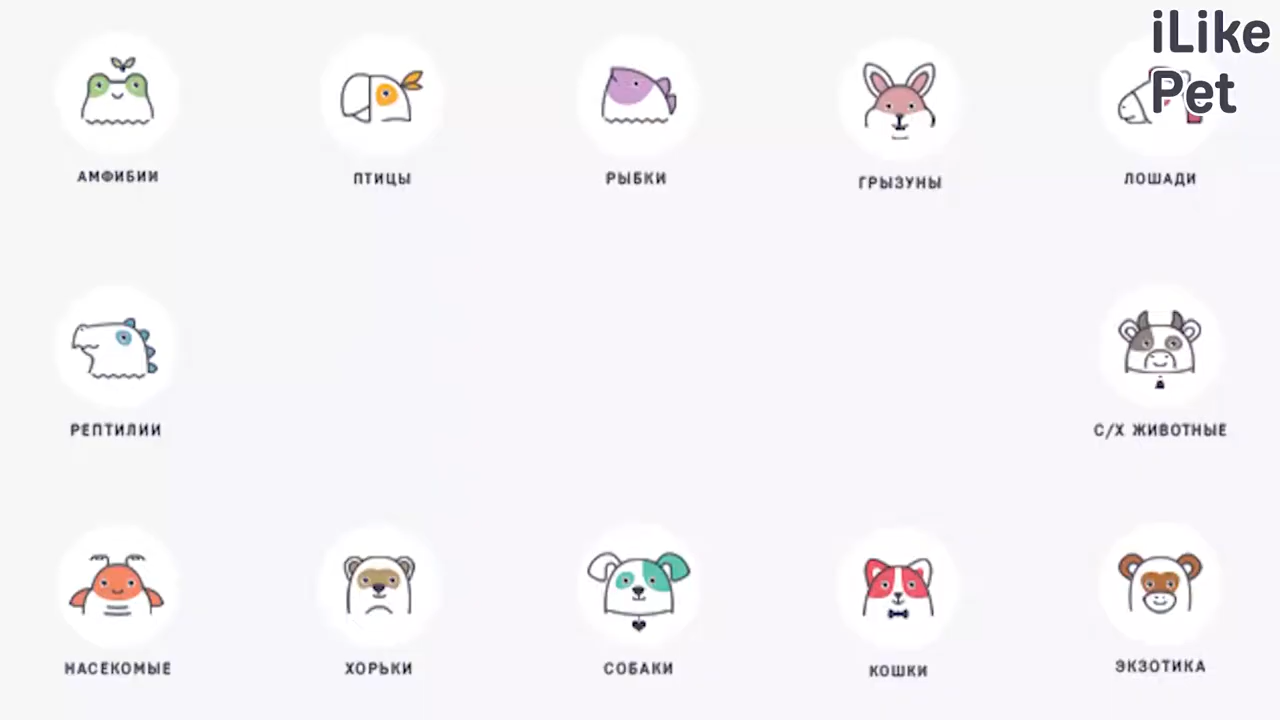 iLike
Pet
АМФИБИИ
ПТИЦЫ
РЫБКИ
ГРЫЗУНЫ
ЛОШАДИ
РЕПТИЛИИ
С/Х ЖИВОТНЫЕ
НАСЕКОМЫЕ
ХОРЬКИ
СОБАКИ
КОШКИ
ЭКЗОТИКА